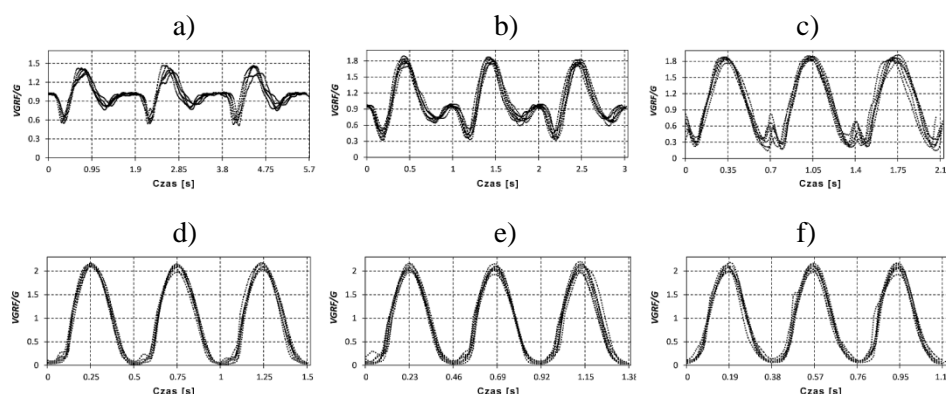 a) b) c)
VGRF/G 1.5 1.2 0.9 0.6 0.3 0
0 0.95 1.9 2.85 3.8 4.75 5.7
Czas [s]
VGRF/G 1.8 1.5 1.2 0.9 0.6 0.3 0
0 0.5 1 1.5 2 2.5 3
Czas [s]
VGRF/G 1.8 1.5 1.2 0.9 0.6 0.3 0
0 0.35 0.7 1.05 1.4 1.75 2.1
Czas [s]
d) e) f)
VGRF/G 2 1.5 1 0.5 0
0 0.25 0.5 0.75 1 1.25 1.5
Czas [s]
VGRF/G 2 1.5 1 0.5 0
0 0.23 0.46 0.69 0.92 1.15 1.38
Czas [s]
VGRF/G 2 1.5 1 0.5 0
0 0.19 0.38 0.57 0.76 0.95
Czas [s]